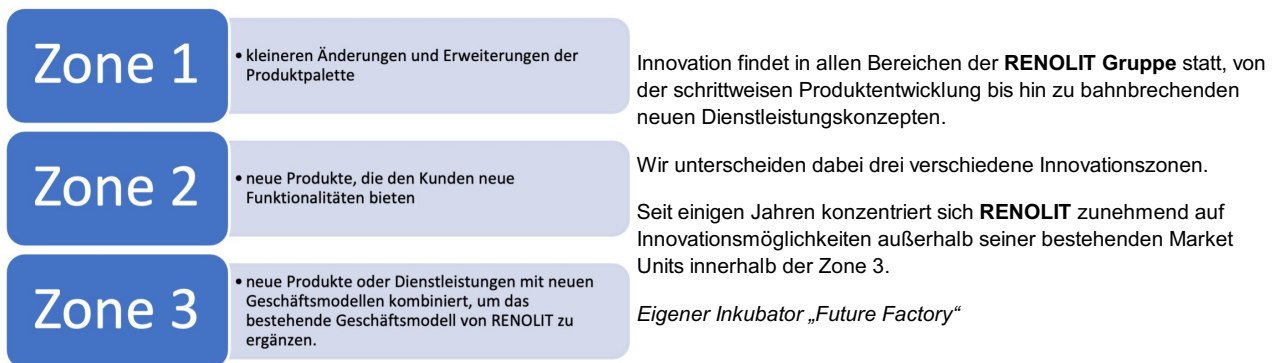 Zone 1
• kleineren Änderungen und Erweiterungen der
Produktpalette
Zone 2
• neue Produkte, die den Kunden neue
Funktionalitäten bieten
Zone 3
• neue Produkte oder Dienstleistungen mit neuen
Geschäftsmodellen kombiniert, um das
bestehende Geschäftsmodell von RENOLIT zu
ergänzen.
Innovation findet in allen Bereichen der RENOLIT Gruppe statt, von
der schrittweisen Produktentwicklung bis hin zu bahnbrechenden
neuen Dienstleistungskonzepten.
Wir unterscheiden dabei drei verschiedene Innovationszonen.
Seit einigen Jahren konzentriert sich RENOLIT zunehmend auf
Innovationsmöglichkeiten außerhalb seiner bestehenden Market
Units innerhalb der Zone 3.
Eigener Inkubator „Future Factory“